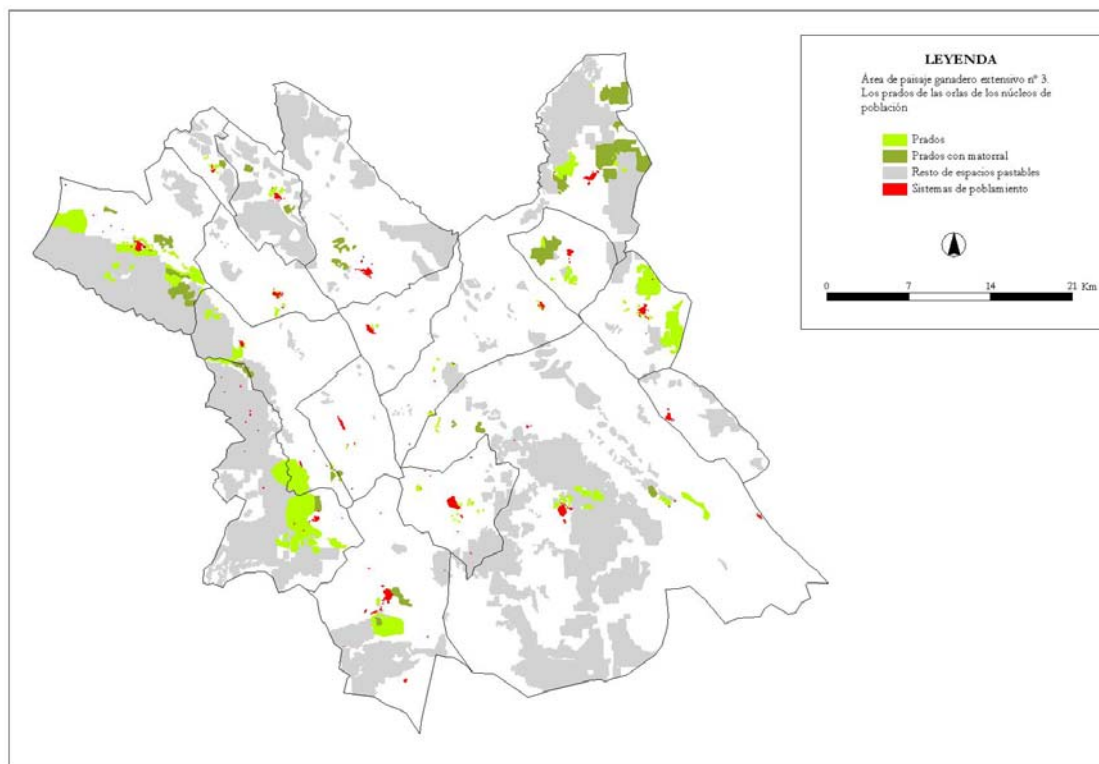 LEYENDA
Área de paisaje ganadero extensivo nº 3.
Los prados de las orlas de los núcleos de
población
Prados
Prados con matorral
Resto de espacios pastables
Sistemas de poblamiento
0 7 14 21 Km